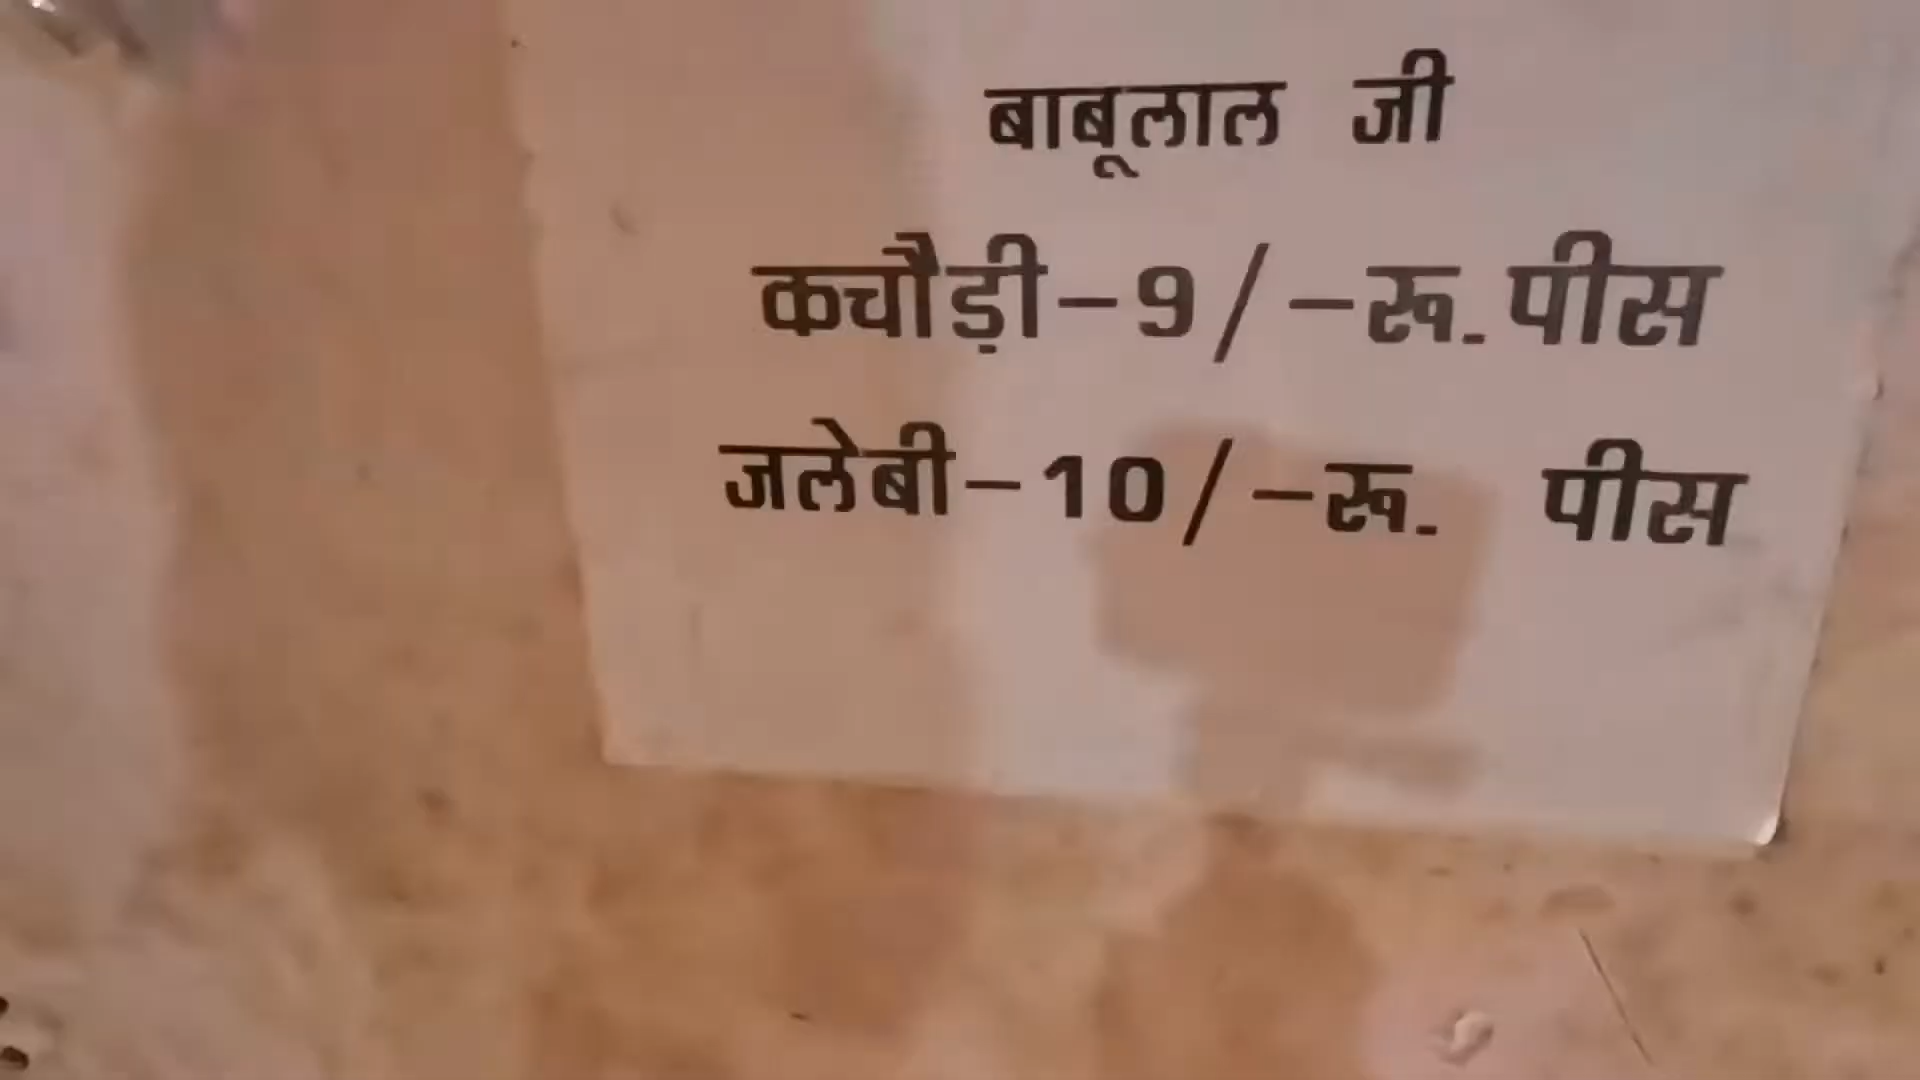 बाबूलाल जी
कचौड़ी-9/-रू. पीस
जलेबी-10/-रू. पीस